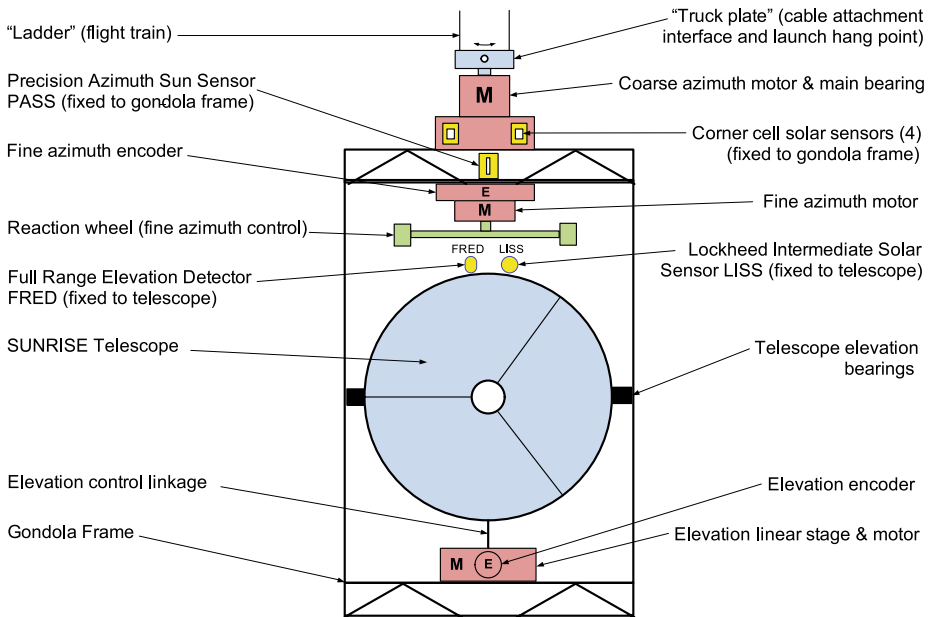 “Ladder” (flight train)
“Truck plate” (cable attachment
interface and launch hang point)
Precision Azimuth Sun Sensor
PASS (fixed to gondola frame)
M
Coarse azimuth motor & main bearing
Corner cell solar sensors (4)
(fixed to gondola frame)
Fine azimuth encoder
E
M
Fine azimuth motor
Reaction wheel (fine azimuth control)
FRED
LISS
Lockheed Intermediate Solar
Sensor LISS (fixed to telescope)
Full Range Elevation Detector
FRED (fixed to telescope)
SUNRISE Telescope
Telescope elevation
bearings
Elevation control linkage
Elevation encoder
Gondola Frame
M
E
Elevation linear stage & motor